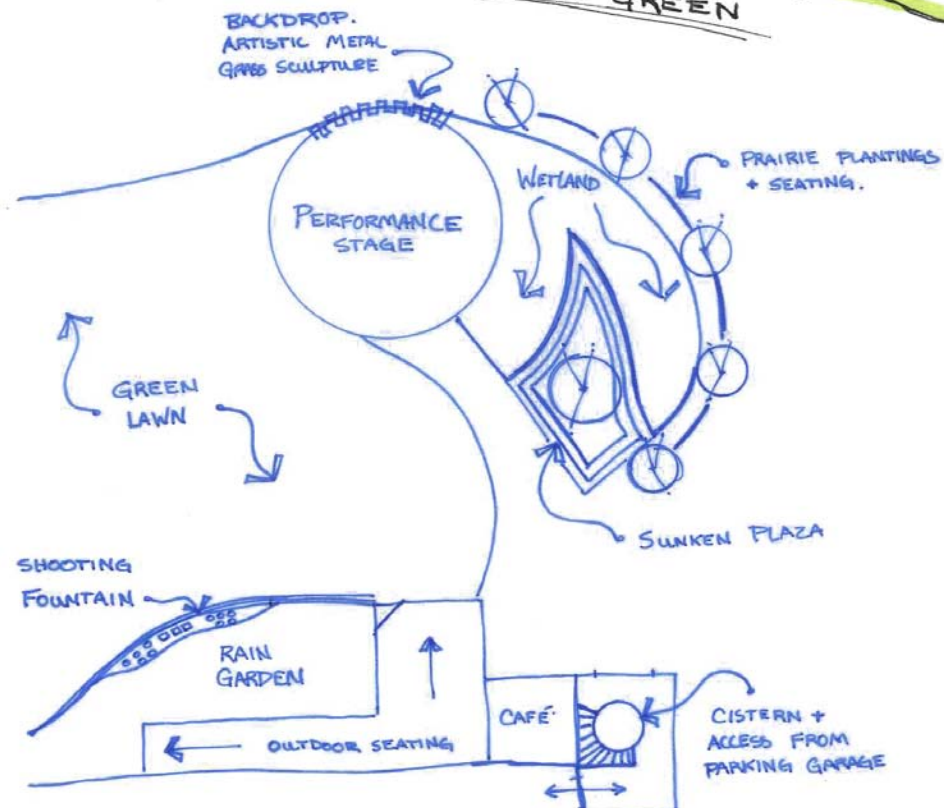 GREEN
BACKDROP.
ARTISTIC METAL
GRASS SCULPTURE
PRAIRIE PLANTINGS
+ SEATING.
WETLAND
PERFORMANCE
STAGE
GREEN
LAWN
SUNKEN PLAZA
SHOOTING
FOUNTAIN
RAIN
GARDEN
OUTDOOR SEATING
CAFÉ
CISTERN +
ACCESS FROM
PARKING GARAGE